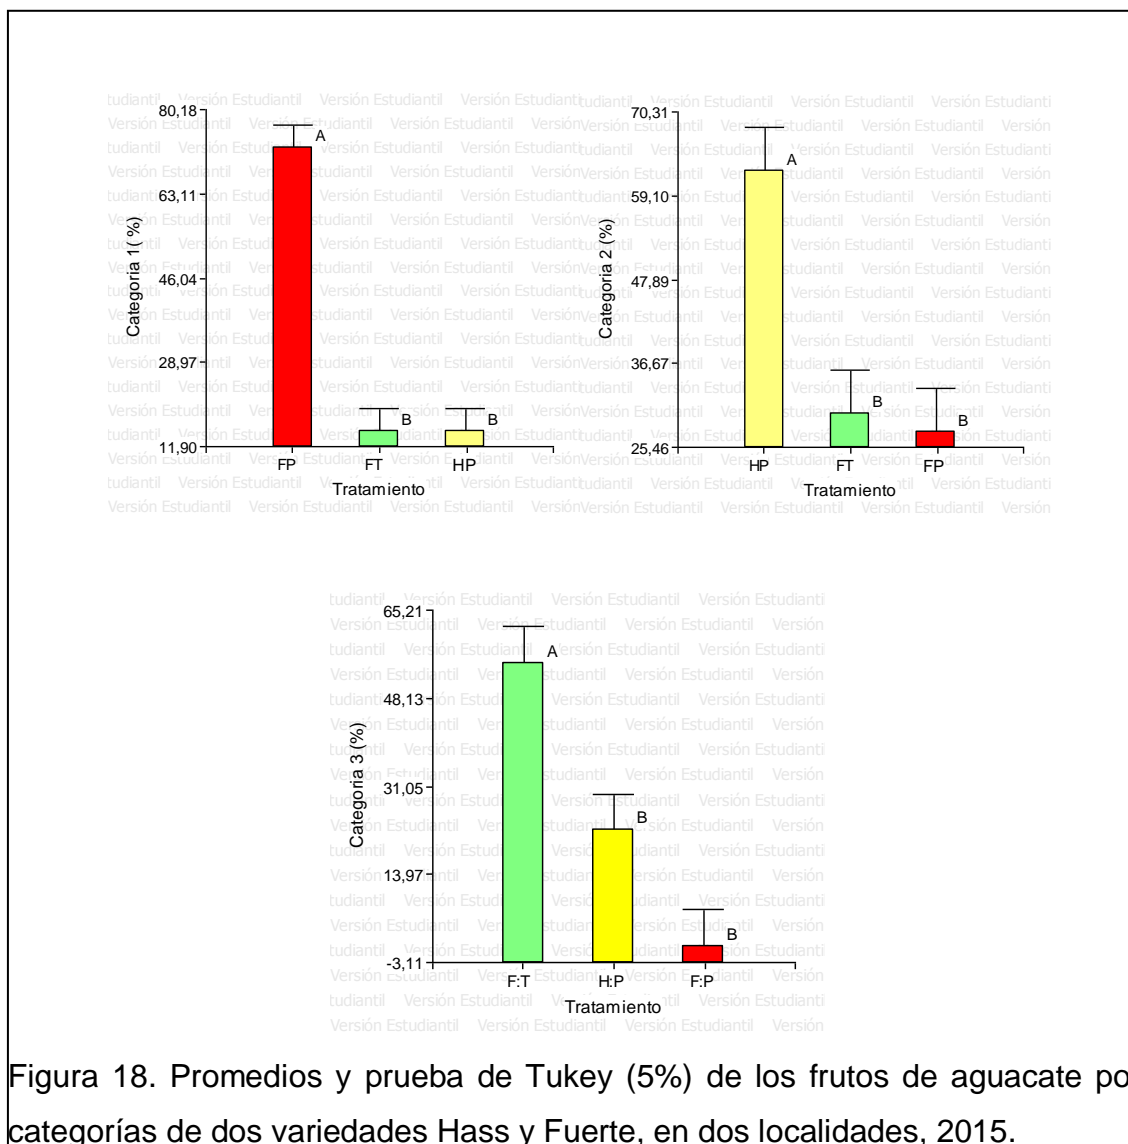 80,18
A
63,11
46,04
28,97
B
B
11,90
FP FT HP
Categoria 1( %)
Tratamiento
70,31
A
59,10
47,89
36,67
B
B
25,46
HP FT FP
Categoria 2 (%)
Tratamiento
65,21
A
48,13
31,05
B
13,97
B
-3,11
F:T H:P F:P
Categoria 3 (%)
Tratamiento
Versión Estudiantil
Figura 18. Promedios y prueba de Tukey (5%) de los frutos de aguacate po
categorías de dos variedades Hass y Fuerte, en dos localidades, 2015.